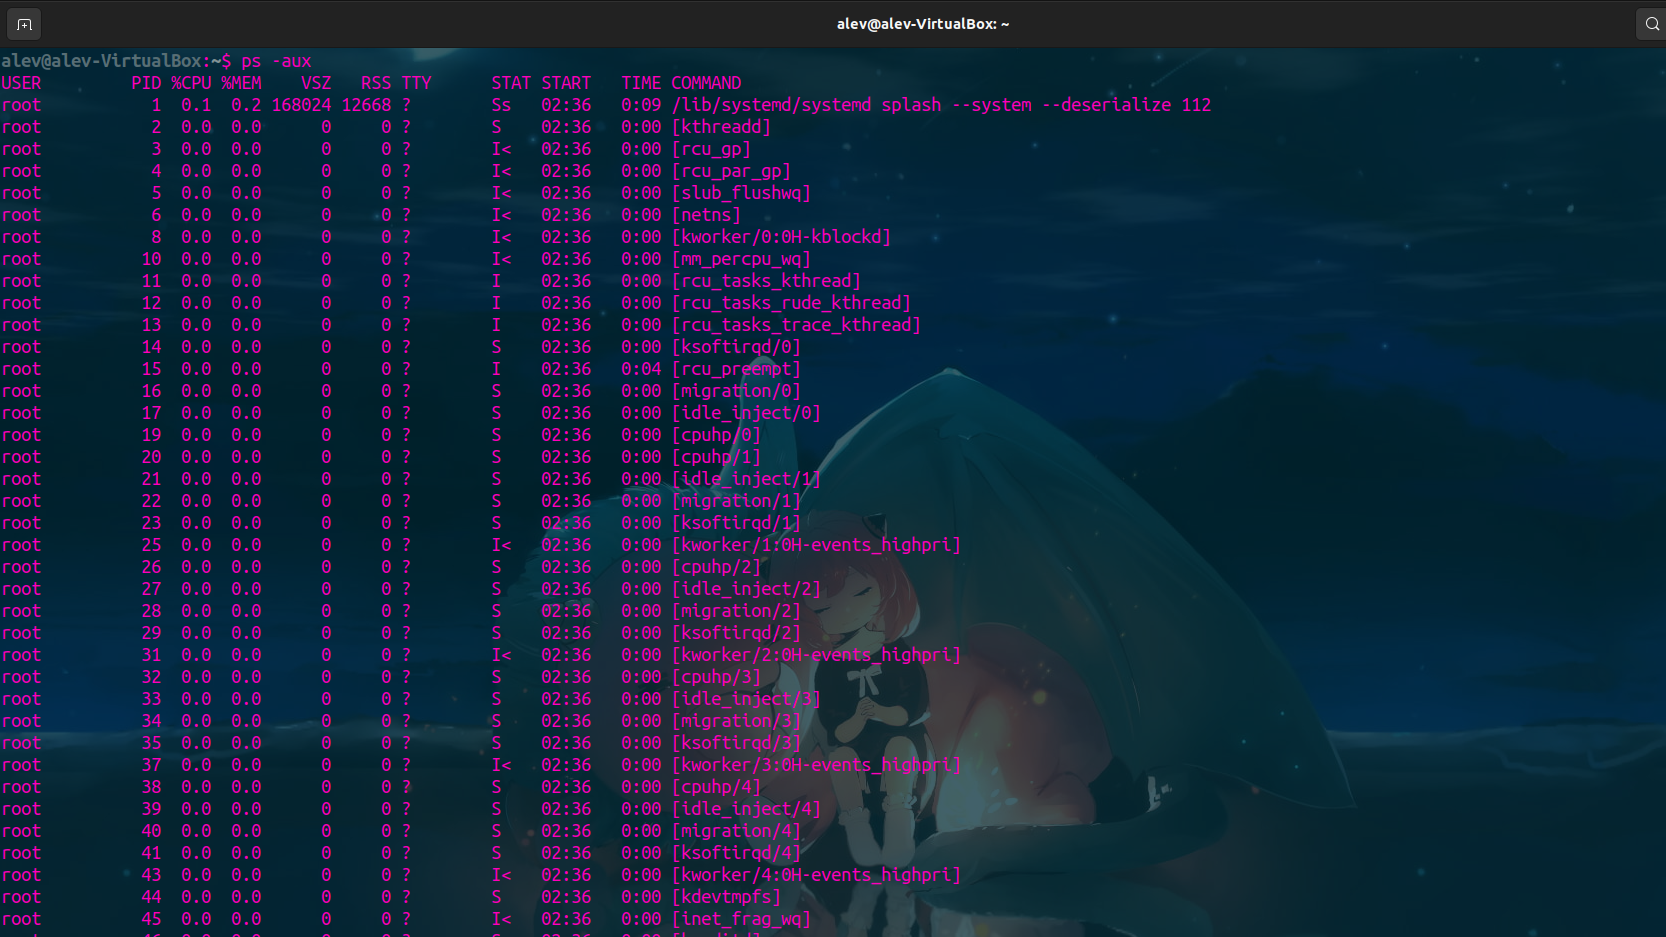 alev@alev-VirtualBox: ~
alev@alev-VirtualBox:~$ ps -aux
USER         PID %CPU %MEM    VSZ   RSS TTY      STAT START   TIME COMMAND
root           1  0.1  0.2 168024 12668 ?        Ss   02:36   0:09 /lib/systemd/systemd splash --system --deserialize 112
root           2  0.0  0.0      0     0 ?        S    02:36   0:00 [kthreadd]
root           3  0.0  0.0      0     0 ?        I<   02:36   0:00 [rcu_gp]
root           4  0.0  0.0      0     0 ?        I<   02:36   0:00 [rcu_par_gp]
root           5  0.0  0.0      0     0 ?        I<   02:36   0:00 [slub_flushwq]
root           6  0.0  0.0      0     0 ?        I<   02:36   0:00 [netns]
root           8  0.0  0.0      0     0 ?        I<   02:36   0:00 [kworker/0:0H-kblockd]
root          10  0.0  0.0      0     0 ?        I<   02:36   0:00 [mm_percpu_wq]
root          11  0.0  0.0      0     0 ?        I    02:36   0:00 [rcu_tasks_kthread]
root          12  0.0  0.0      0     0 ?        I    02:36   0:00 [rcu_tasks_rude_kthread]
root          13  0.0  0.0      0     0 ?        I    02:36   0:00 [rcu_tasks_trace_kthread]
root          14  0.0  0.0      0     0 ?        S    02:36   0:00 [ksoftirqd/0]
root          15  0.0  0.0      0     0 ?        I    02:36   0:04 [rcu_preempt]
root          16  0.0  0.0      0     0 ?        S    02:36   0:00 [migration/0]
root          17  0.0  0.0      0     0 ?        S    02:36   0:00 [idle_inject/0]
root          19  0.0  0.0      0     0 ?        S    02:36   0:00 [cpuhp/0]
root          20  0.0  0.0      0     0 ?        S    02:36   0:00 [cpuhp/1]
root          21  0.0  0.0      0     0 ?        S    02:36   0:00 [idle_inject/1]
root          22  0.0  0.0      0     0 ?        S    02:36   0:00 [migration/1]
root          23  0.0  0.0      0     0 ?        S    02:36   0:00 [ksoftirqd/1]
root          25  0.0  0.0      0     0 ?        I<   02:36   0:00 [kworker/1:0H-events_highpri]
root          26  0.0  0.0      0     0 ?        S    02:36   0:00 [cpuhp/2]
root          27  0.0  0.0      0     0 ?        S    02:36   0:00 [idle_inject/2]
root          28  0.0  0.0      0     0 ?        S    02:36   0:00 [migration/2]
root          29  0.0  0.0      0     0 ?        S    02:36   0:00 [ksoftirqd/2]
root          31  0.0  0.0      0     0 ?        I<   02:36   0:00 [kworker/2:0H-events_highpri]
root          32  0.0  0.0      0     0 ?        S    02:36   0:00 [cpuhp/3]
root          33  0.0  0.0      0     0 ?        S    02:36   0:00 [idle_inject/3]
root          34  0.0  0.0      0     0 ?        S    02:36   0:00 [migration/3]
root          35  0.0  0.0      0     0 ?        S    02:36   0:00 [ksoftirqd/3]
root          37  0.0  0.0      0     0 ?        I<   02:36   0:00 [kworker/3:0H-events_highpri]
root          38  0.0  0.0      0     0 ?        S    02:36   0:00 [cpuhp/4]
root          39  0.0  0.0      0     0 ?        S    02:36   0:00 [idle_inject/4]
root          40  0.0  0.0      0     0 ?        S    02:36   0:00 [migration/4]
root          41  0.0  0.0      0     0 ?        S    02:36   0:00 [ksoftirqd/4]
root          43  0.0  0.0      0     0 ?        I<   02:36   0:00 [kworker/4:0H-events_highpri]
root          44  0.0  0.0      0     0 ?        S    02:36   0:00 [kdevtmpfs]
root          45  0.0  0.0      0     0 ?        I<   02:36   0:00 [inet_frag_wq]